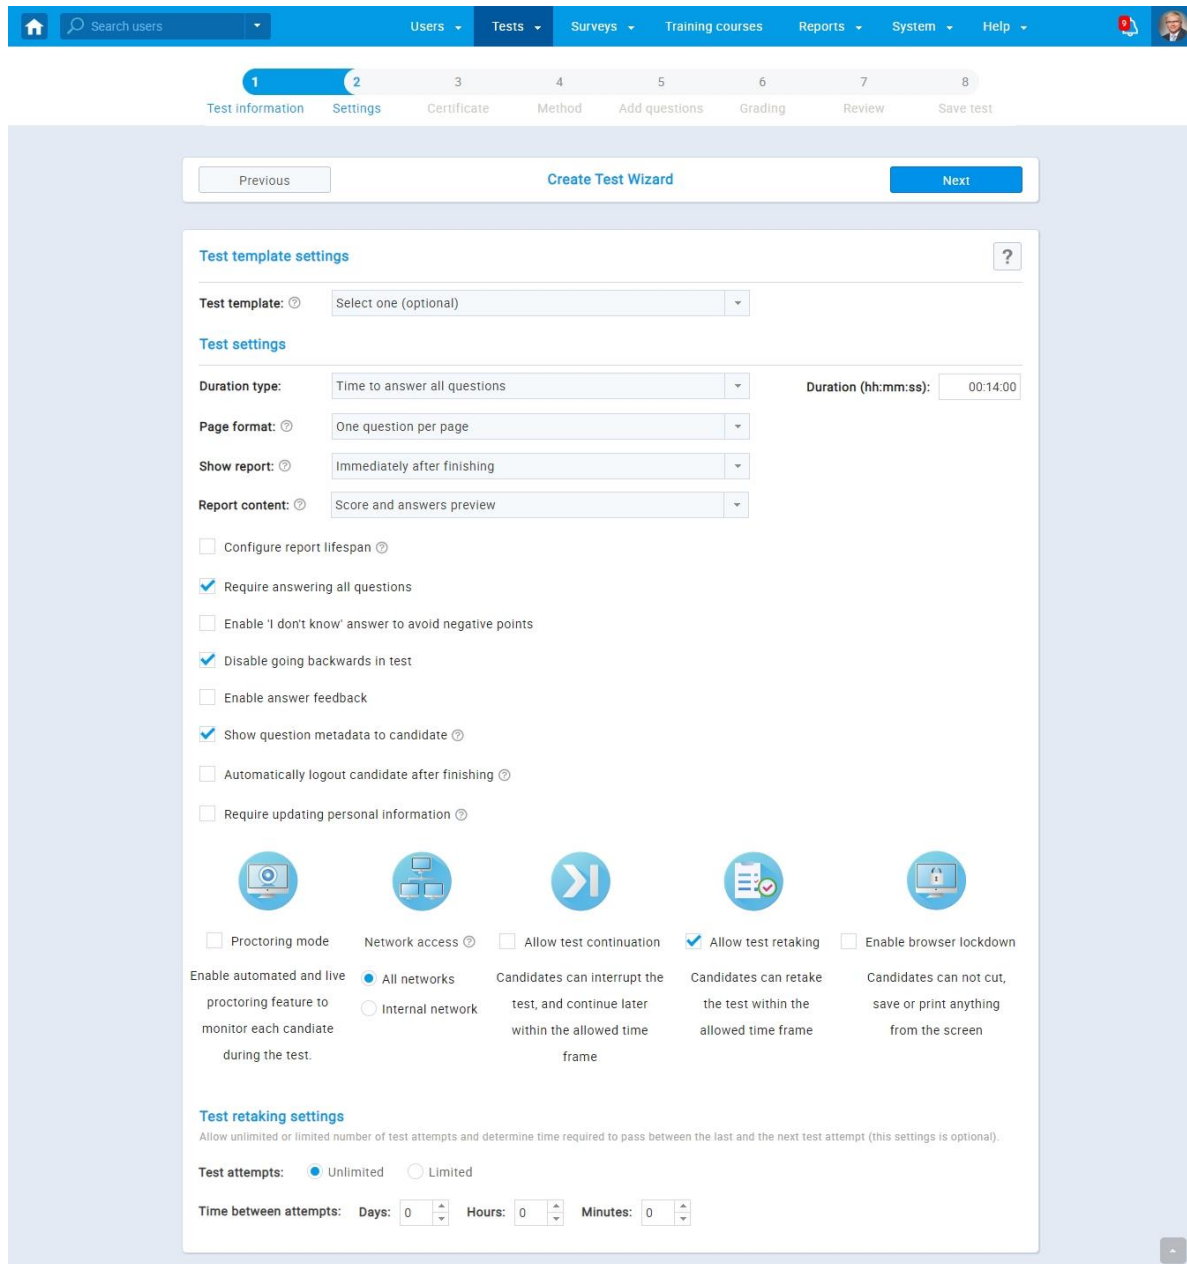 Search users
Users Tests Surveys Training courses Reports System Help 9
1 2 3 4 5 6 7 8
Test information Settings Certificate Method Add questions Grading Review Save test
Previous Create Test Wizard Next
Test template settings ?
Test template: ? Select one (optional)
Test settings
Duration type: Time to answer all questions Duration (hh:mm:ss): 00:14:00
Page format: ? One question per page
Show report: ? Immediately after finishing
Report content: ? Score and answers preview
Configure report lifespan ?
Require answering all questions
Enable 'I don't know' answer to avoid negative points
Disable going backwards in test
Enable answer feedback
Show question metadata to candidate ?
Automatically logout candidate after finishing ?
Require updating personal information ?
Proctoring mode
Enable automated and live
proctoring feature to
monitor each candiate
during the test.
Network access ?
All networks
Internal network
Allow test continuation
Candidates can interrupt the
test, and continue later
within the allowed time
frame
Allow test retaking
Candidates can retake
the test within the
allowed time frame
Enable browser lockdown
Candidates can not cut,
save or print anything
from the screen
Test retaking settings
Allow unlimited or limited number of test attempts and determine time required to pass between the last and the next test attempt (this settings is optional).
Test attempts: Unlimited Limited
Time between attempts: Days: 0 Hours: 0 Minutes: 0